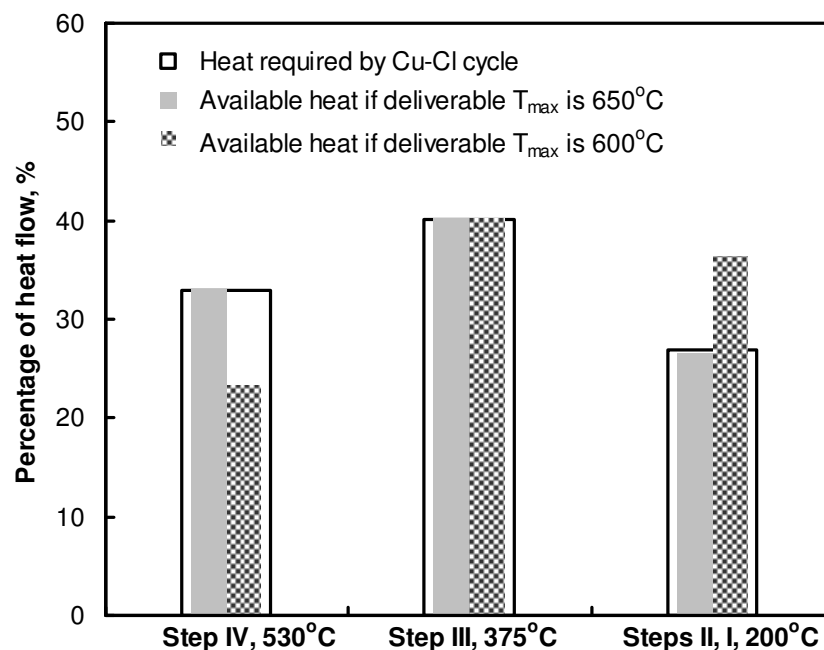 60
50
40
30
20
10
0
Percentage of heat flow, %
Heat required by Cu-Cl cycle
Available heat if deliverable Tmax is 650°C
Available heat if deliverable Tmax is 600°C
Step IV, 530°C
Step III, 375°C
Steps II, I, 200°C